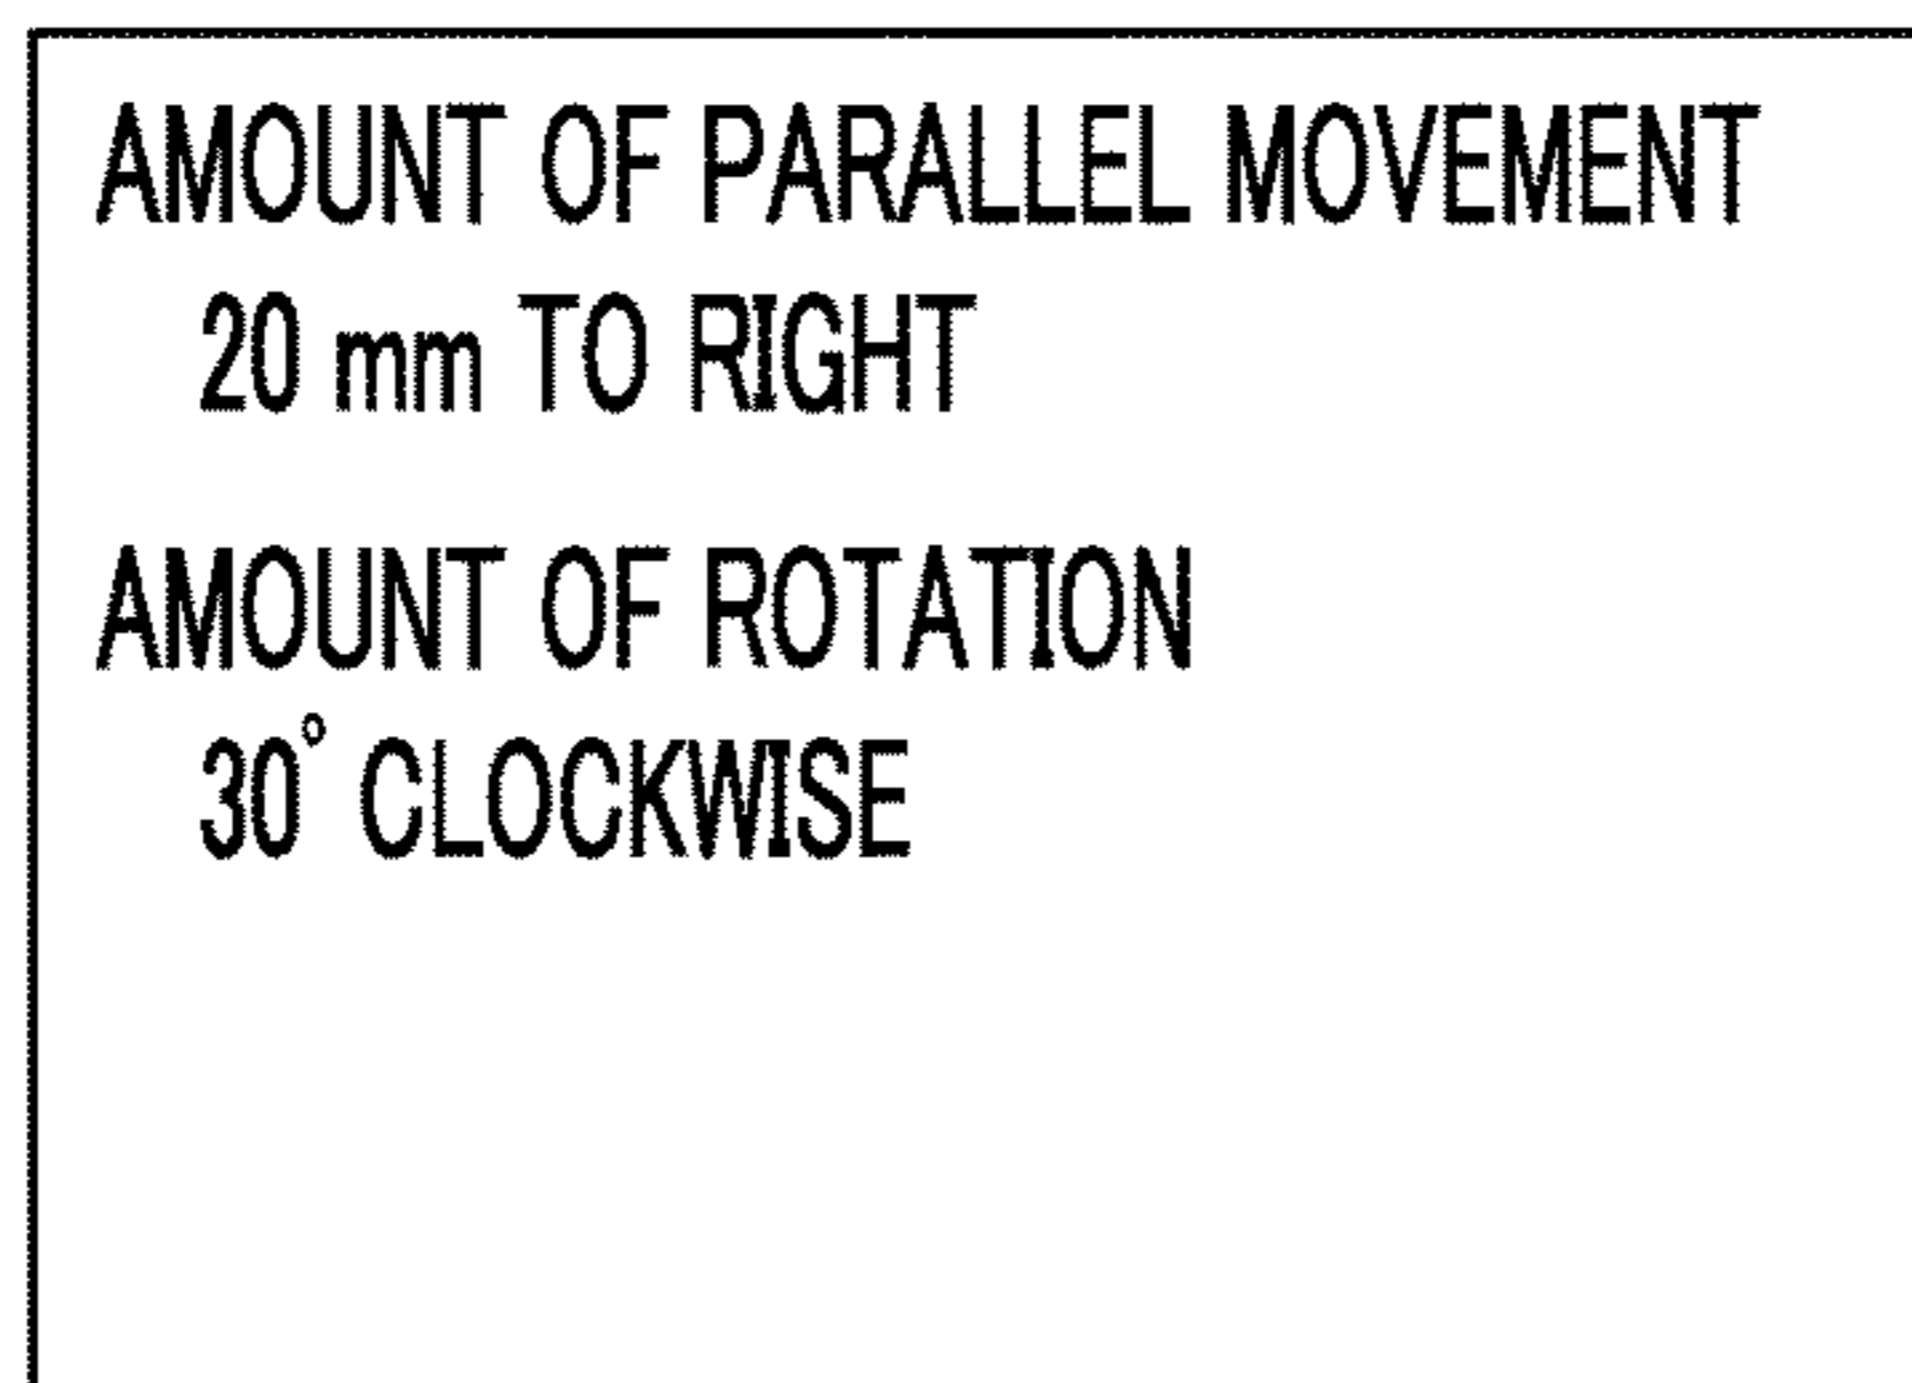 AMOUNT OF PARALLEL MOVEMENT
20 mm TO RIGHT
AMOUNT OF ROTATION
30° CLOCKWISE